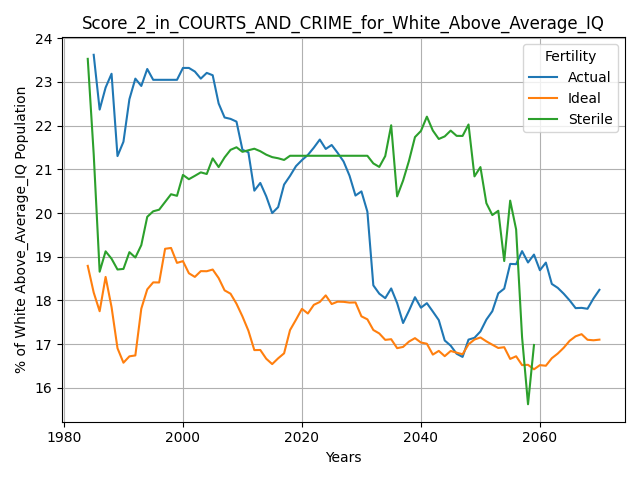 Score_2_in_COURTS_AND_CRIME_for_White_Above_Average_IQ
% of White Above_Average_IQ Population
24
23
22
21
20
19
18
17
16
Fertility
Actual
Ideal
Sterile
1980 2000 2020 2040 2060
Years